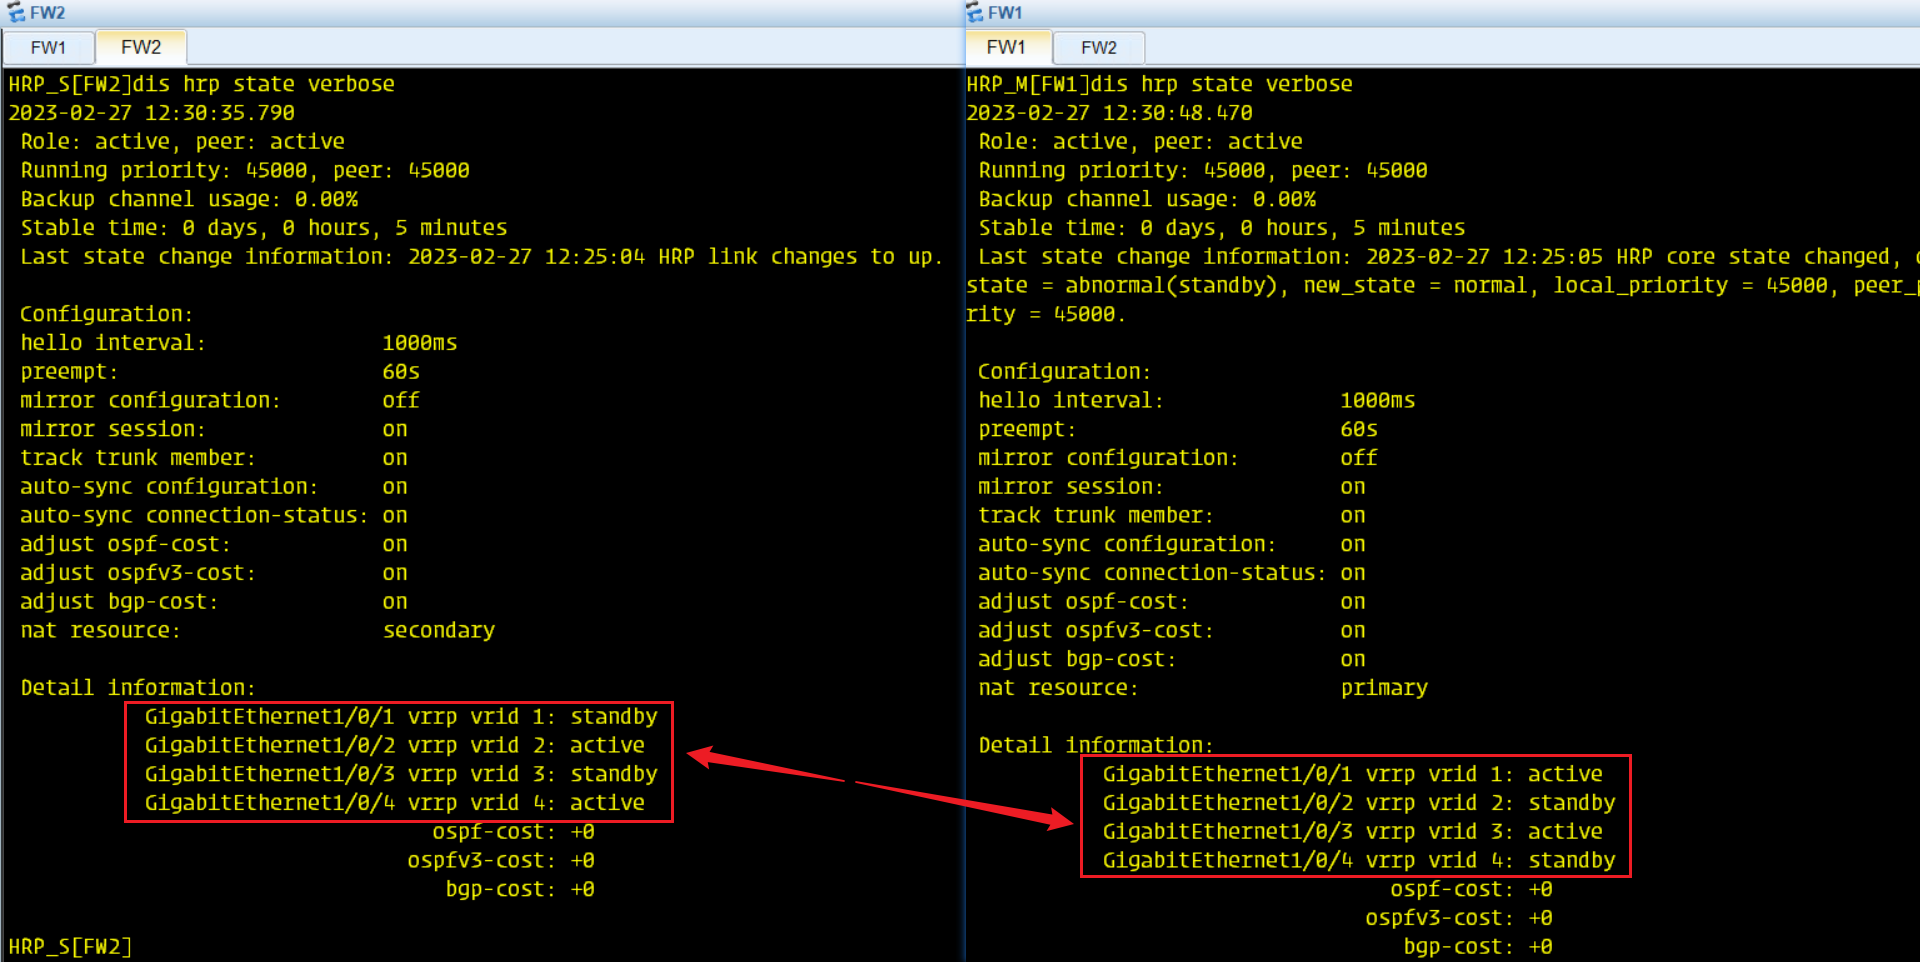 FW2
FW1 FW2
HRP_S[FW2]dis hrp state verbose
2023-02-27 12:30:35.790
Role: active, peer: active
Running priority: 45000, peer: 45000
Backup channel usage: 0.00%
Stable time: 0 days, 0 hours, 5 minutes
Last state change information: 2023-02-27 12:25:04 HRP link changes to up.
Configuration:
hello interval: 1000ms
preempt: 60s
mirror configuration: off
mirror session: on
track trunk member: on
auto-sync configuration: on
auto-sync connection-status: on
adjust ospf-cost: on
adjust ospfv3-cost: on
adjust bgp-cost: on
nat resource: secondary
Detail information:
GigabitEthernet1/0/1 vrrp vrid 1: standby
GigabitEthernet1/0/2 vrrp vrid 2: active
GigabitEthernet1/0/3 vrrp vrid 3: standby
GigabitEthernet1/0/4 vrrp vrid 4: active
ospf-cost: +0
ospfv3-cost: +0
bgp-cost: +0
HRP_S[FW2]
FW1
FW1 FW2
HRP_M[FW1]dis hrp state verbose
2023-02-27 12:30:48.470
Role: active, peer: active
Running priority: 45000, peer: 45000
Backup channel usage: 0.00%
Stable time: 0 days, 0 hours, 5 minutes
Last state change information: 2023-02-27 12:25:05 HRP core state changed,
state = abnormal(standby), new_state = normal, local_priority = 45000, peer_p
rity = 45000.
Configuration:
hello interval: 1000ms
preempt: 60s
mirror configuration: off
mirror session: on
track trunk member: on
auto-sync configuration: on
auto-sync connection-status: on
adjust ospf-cost: on
adjust ospfv3-cost: on
adjust bgp-cost: on
nat resource: primary
Detail information:
GigabitEthernet1/0/1 vrrp vrid 1: active
GigabitEthernet1/0/2 vrrp vrid 2: standby
GigabitEthernet1/0/3 vrrp vrid 3: active
GigabitEthernet1/0/4 vrrp vrid 4: standby
ospf-cost: +0
ospfv3-cost: +0
bgp-cost: +0